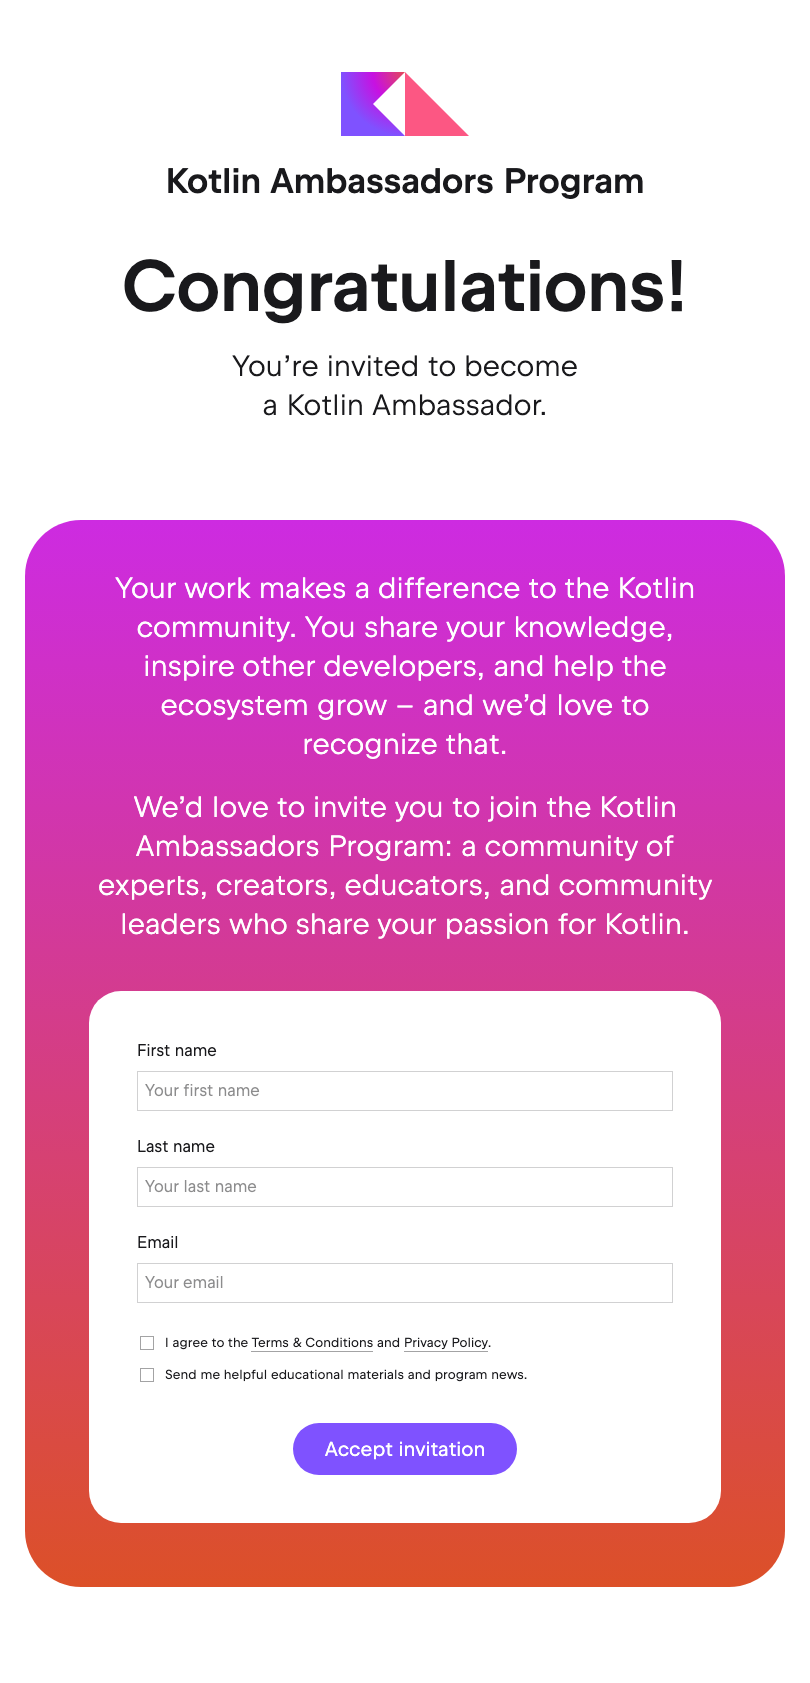 Kotlin Ambassadors Program
Congratulations!
You’re invited to become
a Kotlin Ambassador.
Your work makes a difference to the Kotlin
community. You share your knowledge,
inspire other developers, and help the
ecosystem grow – and we’d love to
recognize that.
We’d love to invite you to join the Kotlin
Ambassadors Program: a community of
experts, creators, educators, and community
leaders who share your passion for Kotlin.
First name
Your first name
Last name
Your last name
Email
Your email
I agree to the Terms & Conditions and Privacy Policy.
Send me helpful educational materials and program news.
Accept invitation